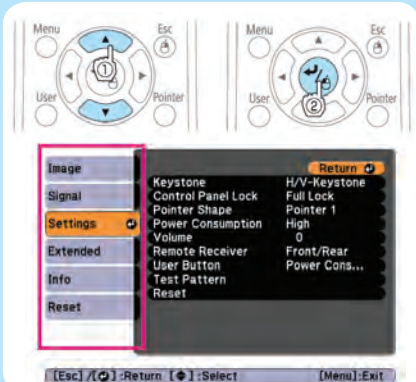 Menu Esc Menu Esc
① ②
User Pointer User Pointer
Image Return
Signal
Settings
Extended
Info
Reset
Keystone H/V-Keystone
Control Panel Lock Full Lock
Pointer Shape Pointer 1
Power Consumption High
Volume 0
Remote Receiver Front/Rear
User Button Power Cons...
Test Pattern
Reset
[Esc] /[ ] :Return [ ] :Select [Menu]:Exit